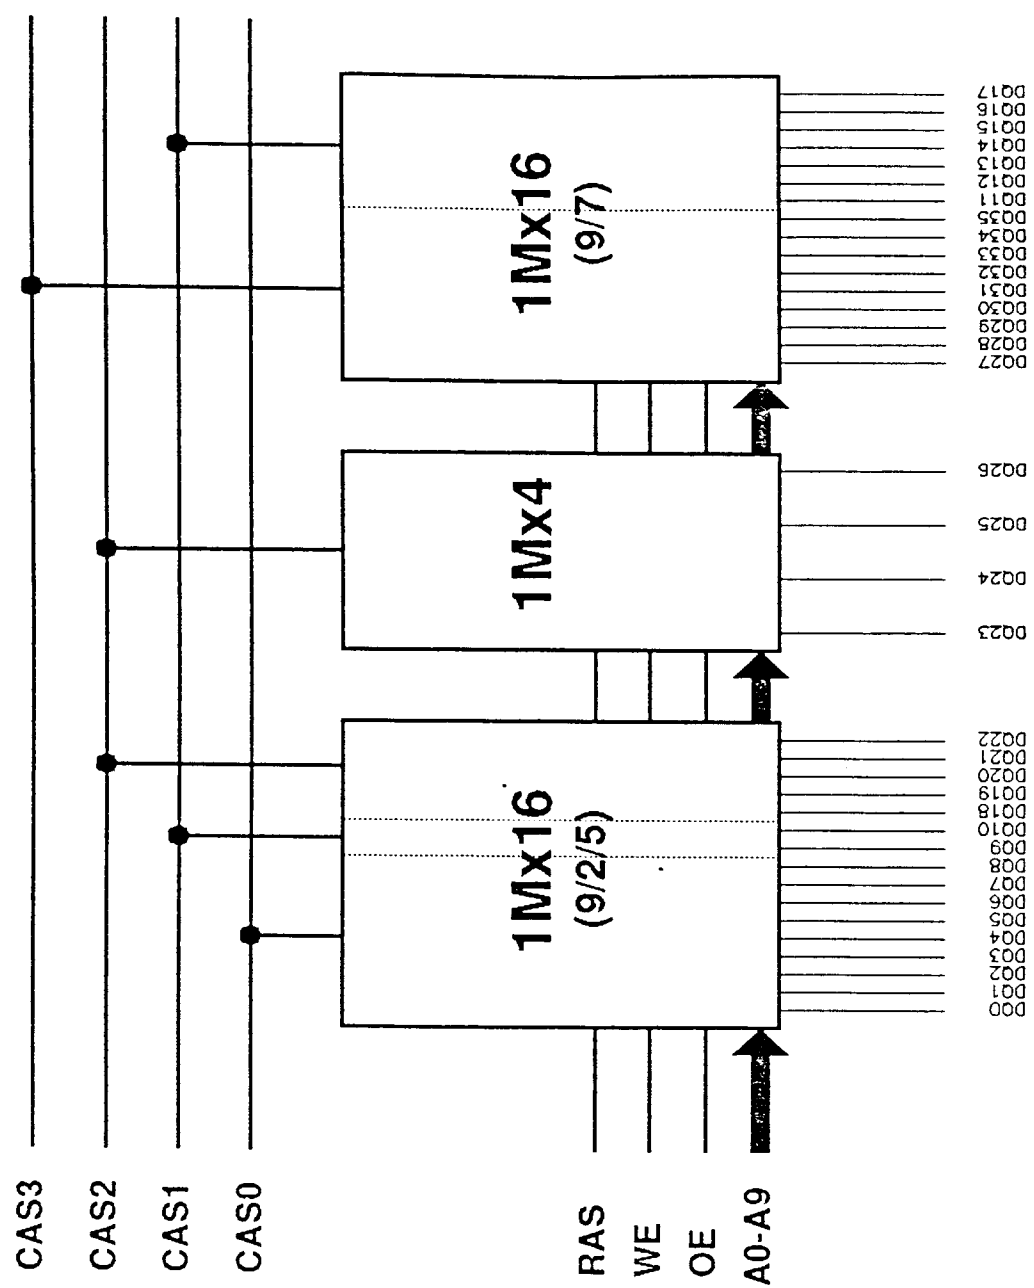 CAS3
CAS2
CAS1
CAS0
RAS
WE
OE
A0-A9
1Mx16
(9/2/5)
1Mx4
1Mx16
(9/7)
DQ0
DQ1
DQ2
DQ3
DQ4
DQ5
DQ6
DQ7
DQ8
DQ9
DQ10
DQ18
DQ19
DQ20
DQ21
DQ22
DQ23
DQ24
DQ25
DQ26
DQ27
DQ28
DQ29
DQ30
DQ31
DQ32
DQ33
DQ34
DQ35
DQ11
DQ12
DQ13
DQ14
DQ15
DQ16
DQ17